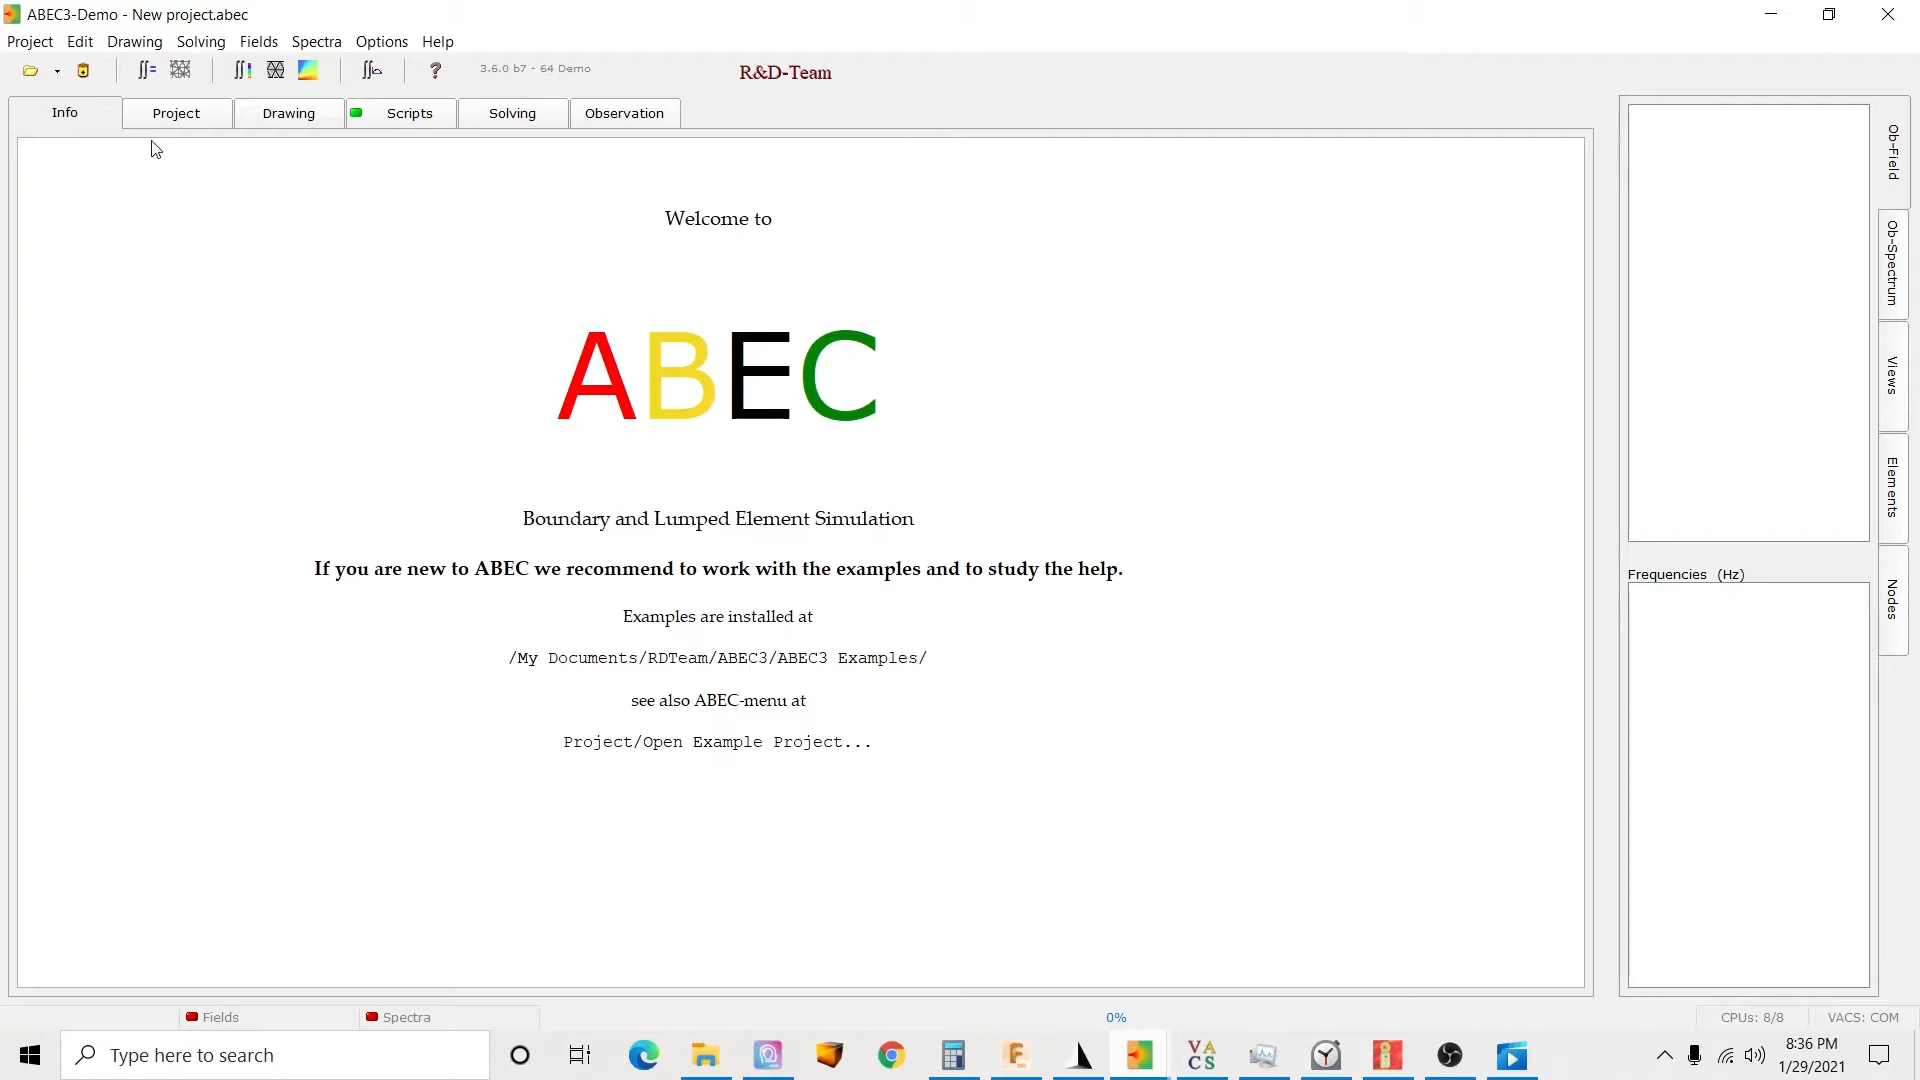 ABEC3-Demo - New project.abec
Project Edit Drawing Solving Fields Spectra Options Help
3.6.0 b7 - 64 Demo
R&D-Team
Info Project Drawing Scripts Solving Observation
Welcome to
ABEC
Boundary and Lumped Element Simulation
If you are new to ABEC we recommend to work with the examples and to study the help.
Examples are installed at
/My Documents/RDTeam/ABEC3/ABEC3 Examples/
see also ABEC-menu at
Project/Open Example Project...
Ob-Field
Ob-Spectrum
Views
Elements
Nodes
Frequencies (Hz)
Fields
Spectra
0%
CPUs: 8/8
VACS: COM
Type here to search
VACS
8:36 PM
1/29/2021